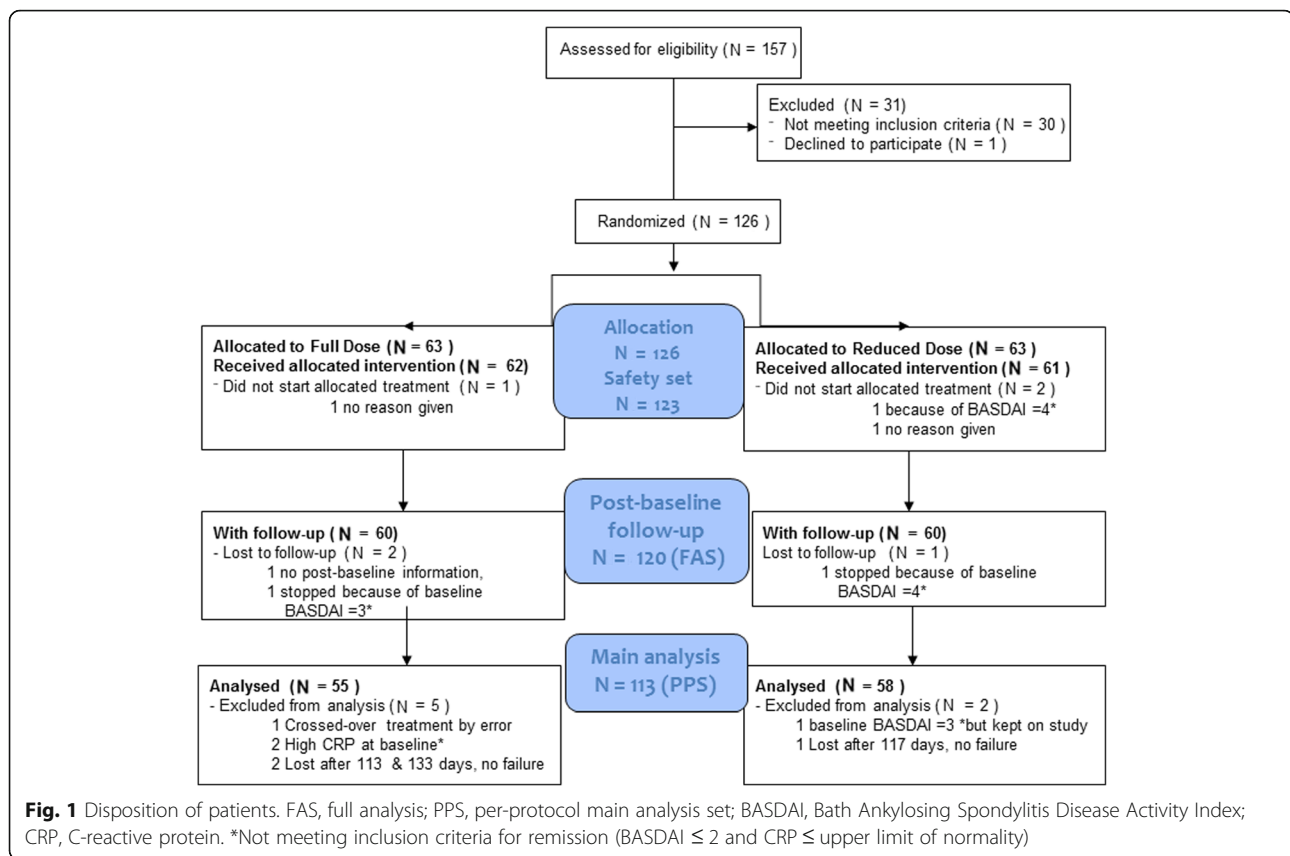 Assessed for eligibility (N = 157)
Excluded (N = 31)
- Not meeting inclusion criteria (N = 30 )
- Declined to participate (N = 1 )
Randomized (N = 126)
Allocation
N = 126
Safety set
N = 123
Allocated to Full Dose (N = 63 )
Received allocated intervention (N = 62)
- Did not start allocated treatment (N = 1 )
1 no reason given
Allocated to Reduced Dose (N = 63)
Received allocated intervention (N = 61 )
- Did not start allocated treatment (N = 2 )
1 because of BASDAI =4*
1 no reason given
Post-baseline
follow-up
N = 120 (FAS)
With follow-up (N = 60)
- Lost to follow-up (N = 2 )
1 no post-baseline information,
1 stopped because of baseline
BASDAI =3*
With follow-up (N = 60)
Lost to follow-up (N = 1 )
1 stopped because of baseline
BASDAI =4*
Main analysis
N = 113 (PPS)
Analysed (N = 55 )
- Excluded from analysis (N = 5 )
1 Crossed-over treatment by error
2 High CRP at baseline*
2 Lost after 113 & 133 days, no failure
Analysed (N = 58 )
- Excluded from analysis (N = 2 )
1 baseline BASDAI =3 *but kept on study
1 Lost after 117 days, no failure
Fig. 1 Disposition of patients. FAS, full analysis; PPS, per-protocol main analysis set; BASDAI, Bath Ankylosing Spondylitis Disease Activity Index;
CRP, C-reactive protein. *Not meeting inclusion criteria for remission (BASDAI ≤ 2 and CRP ≤ upper limit of normality)